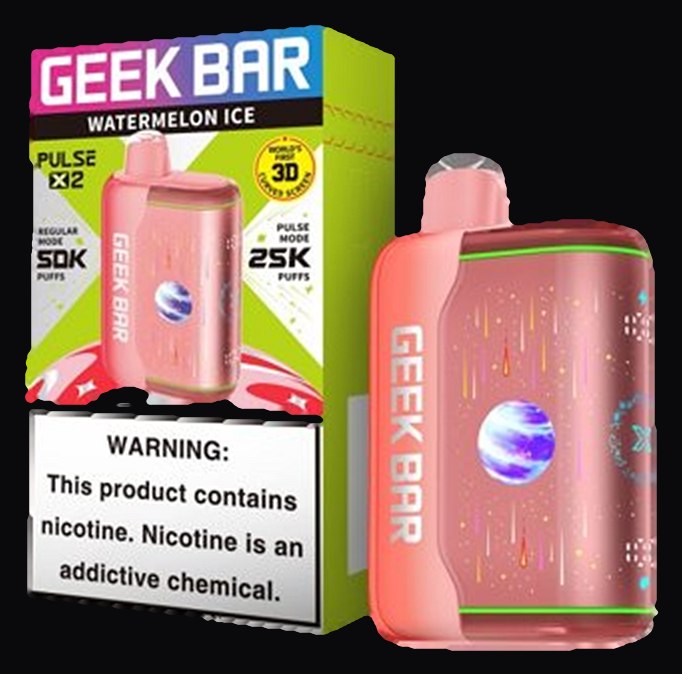 GEEK BAR
WATERMELON ICE
PULSE
X2
WORLD'S
FIRST
3D
CURVED SCREEN
REGULAR
MODE
50K
PUFFS
PULSE
MODE
25K
PUFFS
GEEK BAR
WARNING:
This product contains
nicotine. Nicotine is an
addictive chemical.
GEEK BAR